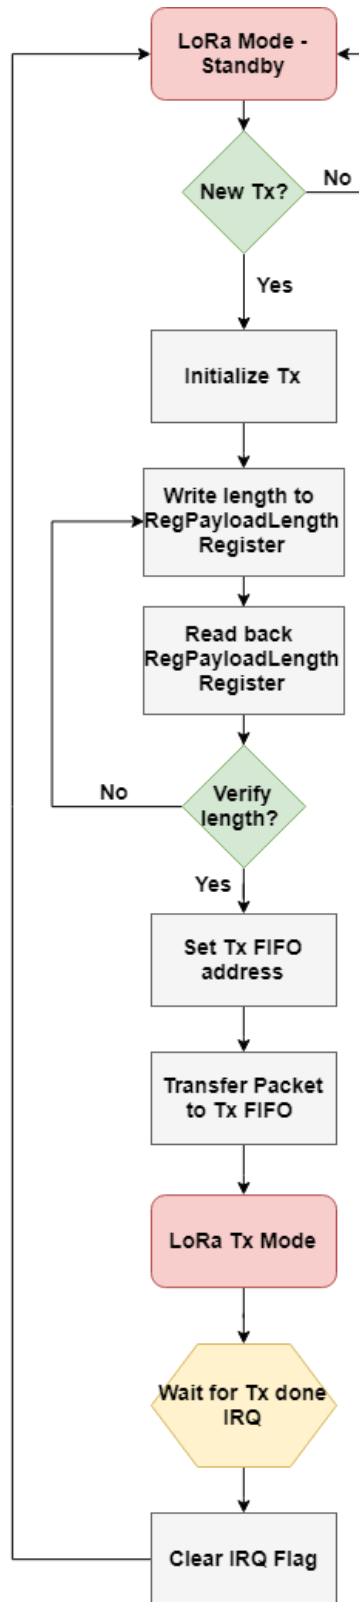 LoRa Mode -
Standby
New Tx?
No
Yes
Initialize Tx
Write length to
RegPayloadLength
Register
Read back
RegPayloadLength
Register
No
Verify
length?
Yes
Set Tx FIFO
address
Transfer Packet
to Tx FIFO
LoRa Tx Mode
Wait for Tx done
IRQ
Clear IRQ Flag